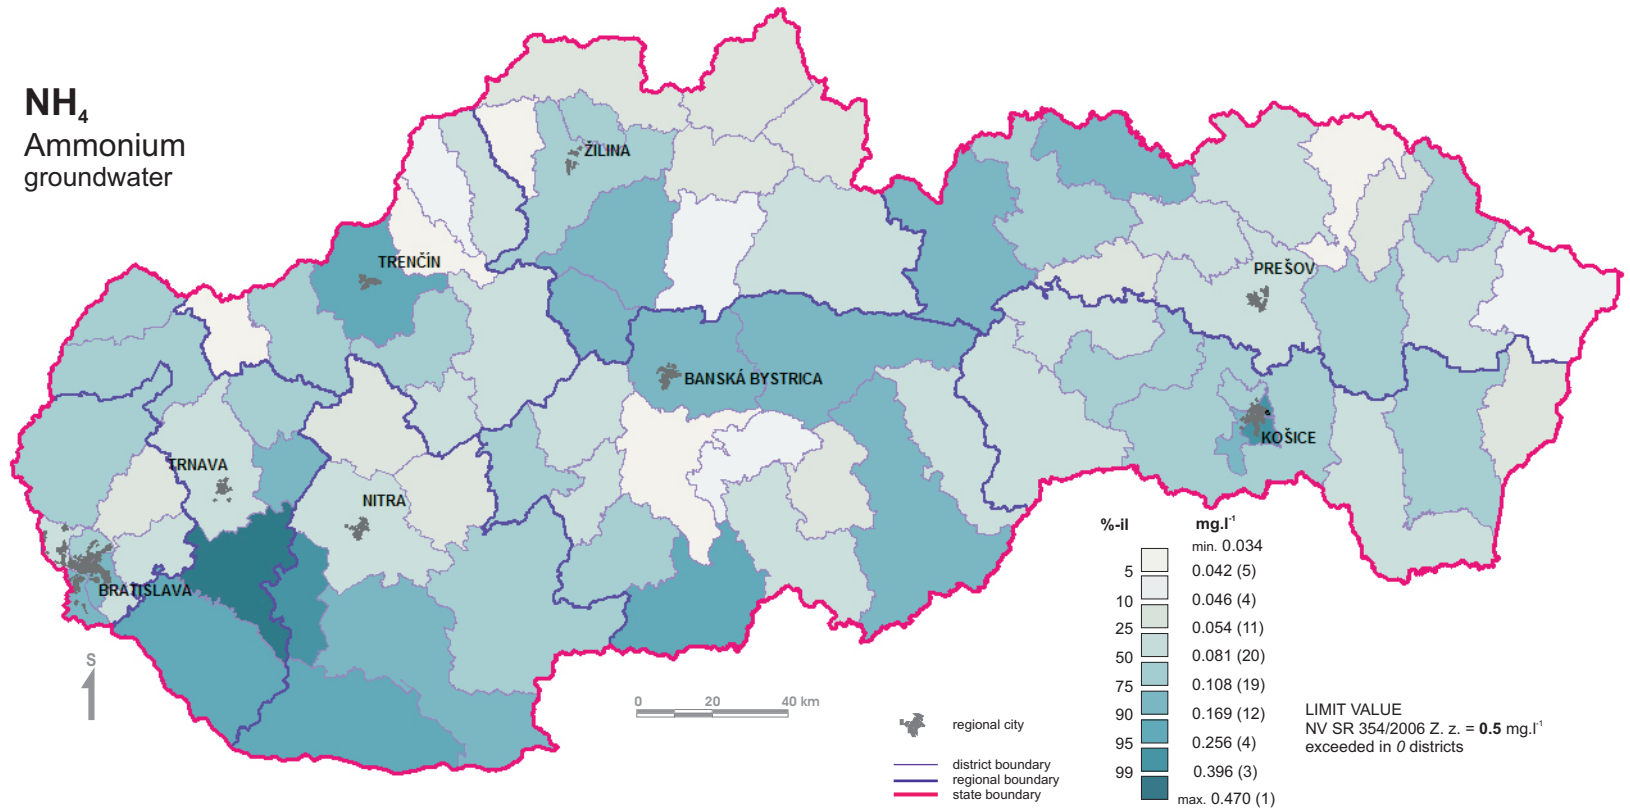 NH4
Ammonium
groundwater
ŽILINA
TRENČÍN
PREŠOV
BANSKÁ BYSTRICA
KOŠICE
TRNAVA
NITRA
BRATISLAVA
S
0 20 40 km
regional city
district boundary
regional boundary
state boundary
%-il mg.l-1
min. 0.034
5 0.042 (5)
10 0.046 (4)
25 0.054 (11)
50 0.081 (20)
75 0.108 (19)
90 0.169 (12)
95 0.256 (4)
99 0.396 (3)
max. 0.470 (1)
LIMIT VALUE
NV SR 354/2006 Z. z. = 0.5 mg.l-1
exceeded in 0 districts